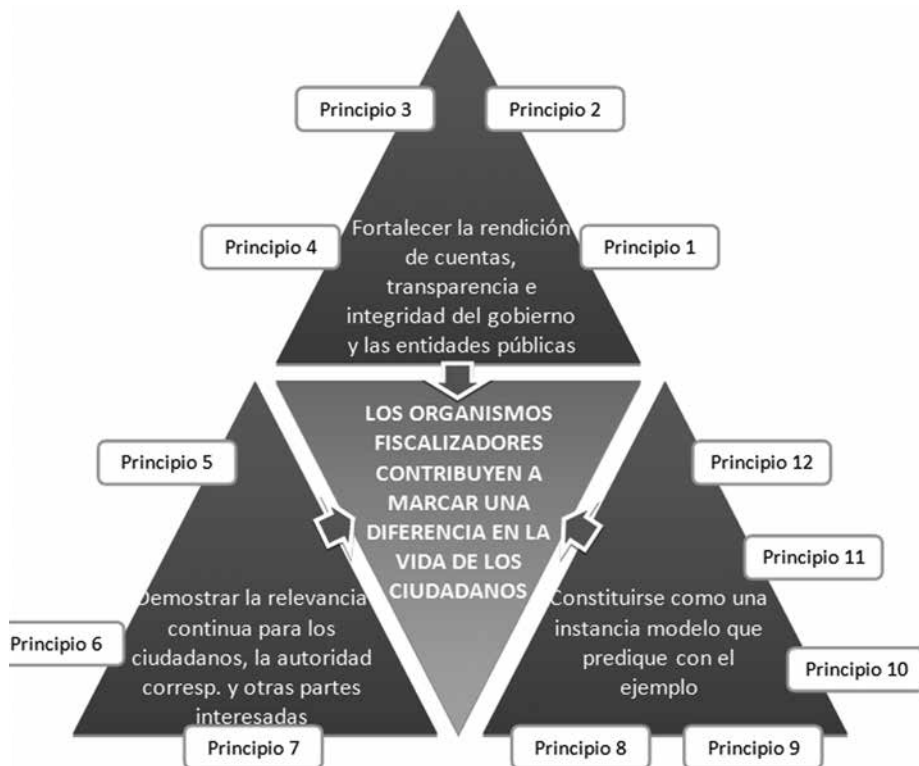 Principio 3
Principio 2
Principio 4
Principio 1
Fortalecer la rendición
de cuentas,
transparencia e
integridad del gobierno
y las entidades públicas
LOS ORGANISMOS
FISCALIZADORES
CONTRIBUYEN A
MARCAR UNA
DIFERENCIA EN LA
VIDA DE LOS
CIUDADANOS
Principio 5
Principio 6
Demostrar la relevancia
continua para los
ciudadanos, la autoridad
corresp. y otras partes
interesadas
Principio 7
Principio 12
Principio 11
Principio 10
Constituirse como una
instancia modelo que
predique con el
ejemplo
Principio 8
Principio 9